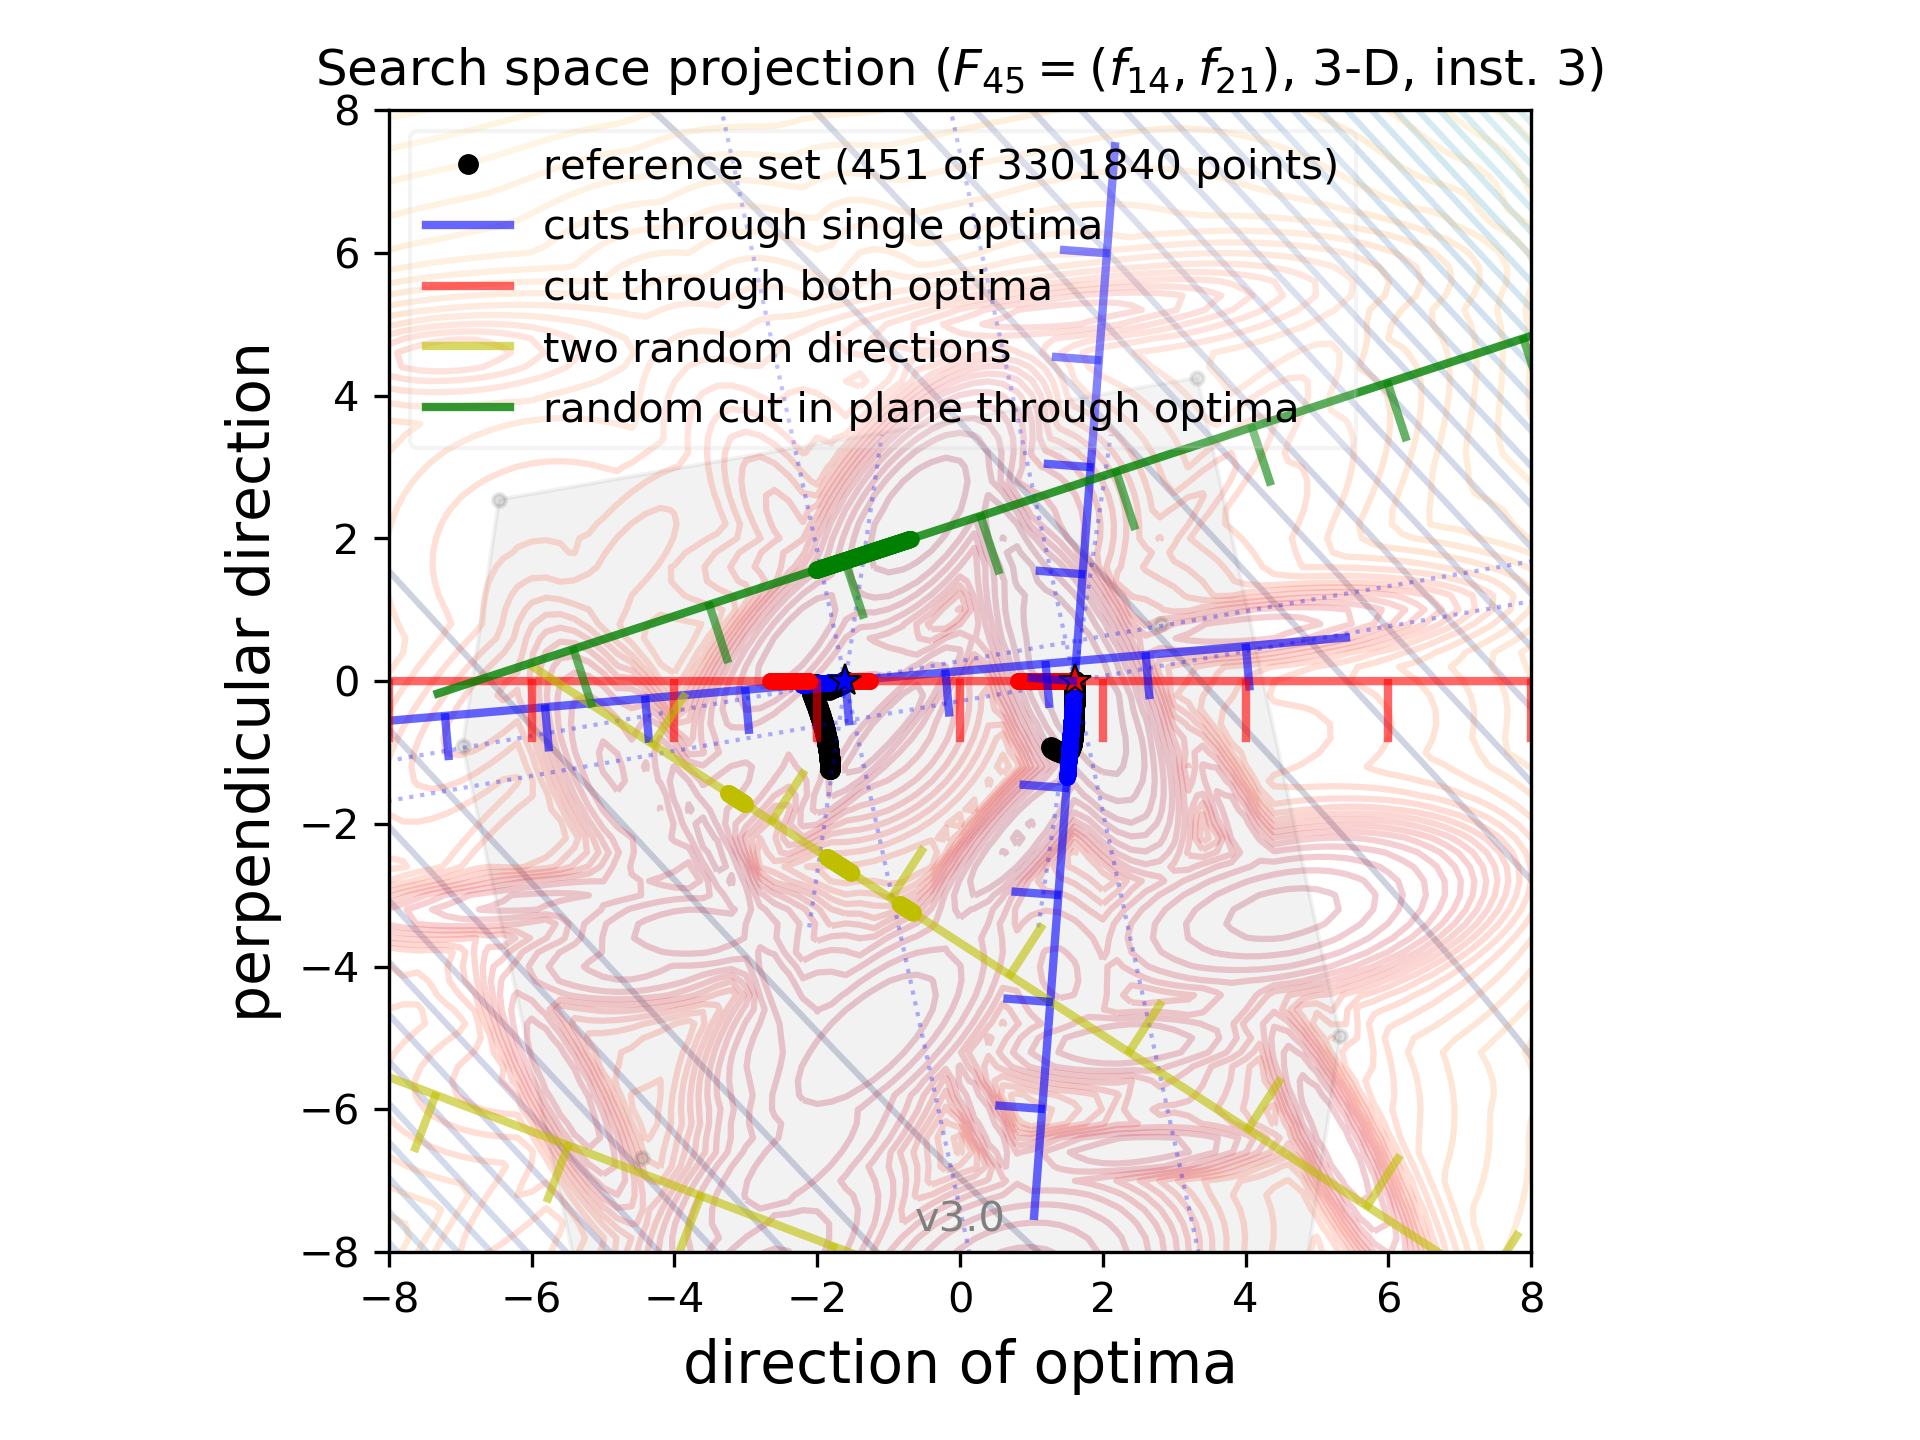 Search space projection (F₄₅ = (f₁₄, f₂₁), 3-D, inst. 3)
8
reference set (451 of 3301840 points)
cuts through single optima
6
cut through both optima
two random directions
4
random cut in plane through optima
2
0
−2
−4
−6
−8
perpendicular direction
v3.0
−8 −6 −4 −2 0 2 4 6 8
direction of optima